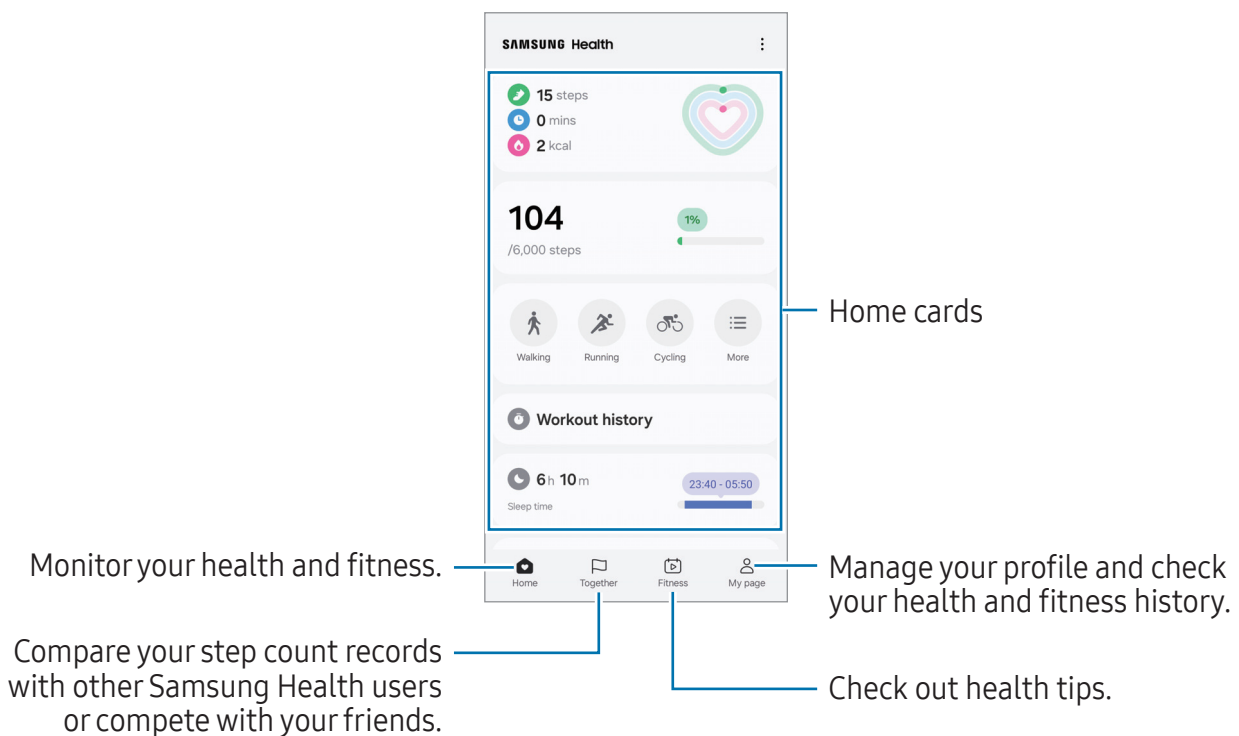 SAMSUNG Health
15 steps
0 mins
2 kcal
104
/6,000 steps
1%
Home cards
Walking
Running
Cycling
More
Workout history
6 h 10 m
23:40 - 05:50
Sleep time
Monitor your health and fitness.
Home
Together
Fitness
My page
Manage your profile and check
your health and fitness history.
Compare your step count records
with other Samsung Health users
or compete with your friends.
Check out health tips.